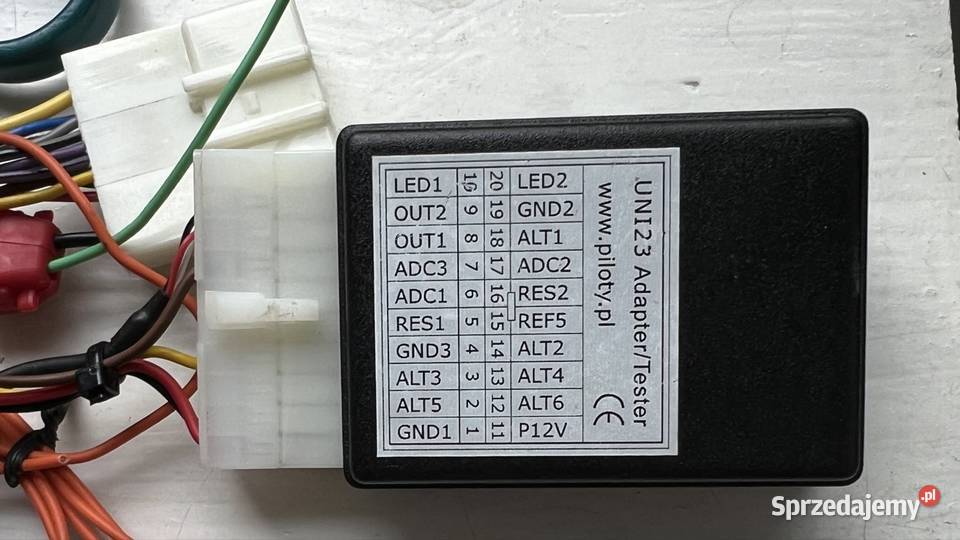 LED1 10 20 LED2
OUT2 9 19 GND2
OUT1 8 18 ALT1
ADC3 7 17 ADC2
ADC1 6 16 RES2
RES1 5 15 REF5
GND3 4 14 ALT2
ALT3 3 13 ALT4
ALT5 2 12 ALT6
GND1 1 11 P12V
UNI23 Adapter/Tester
www.piloty.pl
CE
Sprzedajemy.pl